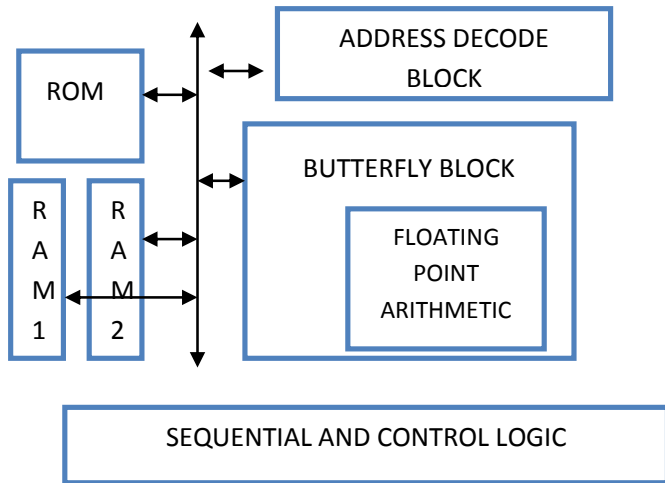 ADDRESS DECODE
BLOCK
ROM
BUTTERFLY BLOCK
R
A
M
1
R
A
M
2
FLOATING
POINT
ARITHMETIC
SEQUENTIAL AND CONTROL LOGIC